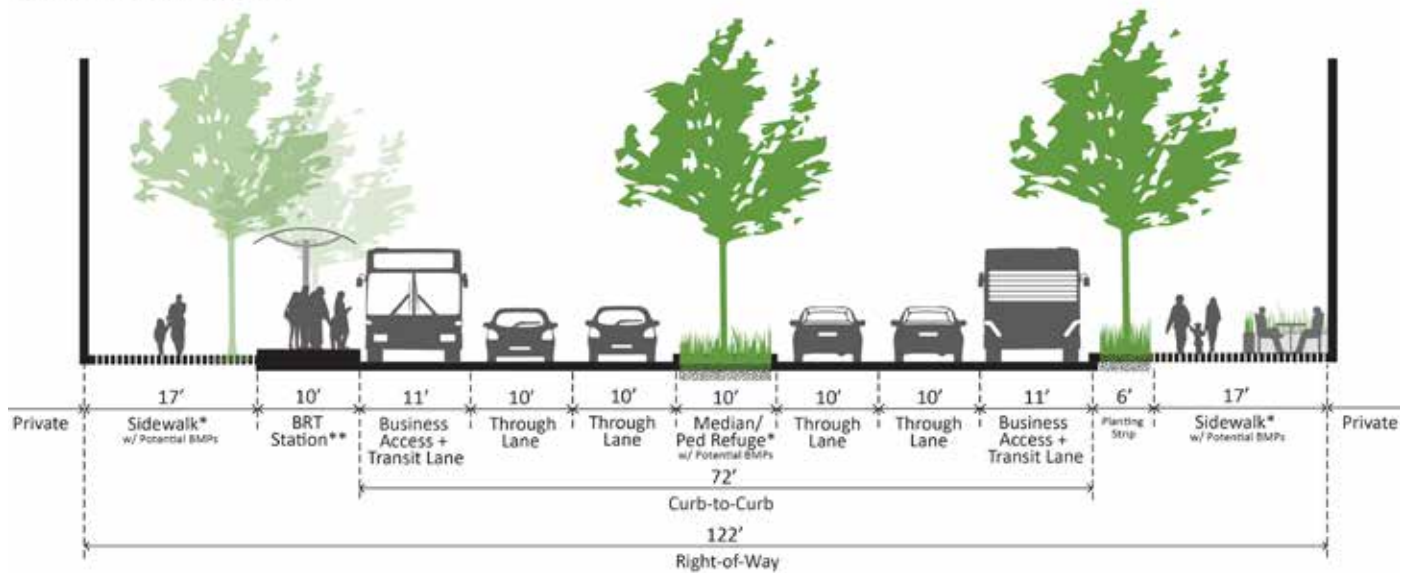 17’ 10’ 11’ 10’ 10’ 10’ 10’ 10’ 11’ 6’ 17’
Private
Sidewalk*
w/ Potential BMPs
BRT
Station**
Business
Access +
Transit Lane
Through
Lane
Through
Lane
Median/
Ped Refuge*
w/ Potential BMPs
Through
Lane
Through
Lane
Business
Access +
Transit Lane
Planting
Strip
Sidewalk*
w/ Potential BMPs
Private
72’
Curb-to-Curb
122’
Right-of-Way